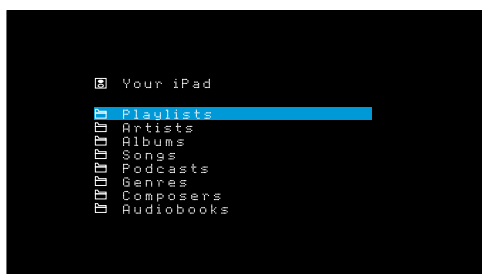 Your iPad
Playlists
Artists
Albums
Songs
Podcasts
Genres
Composers
Audiobooks